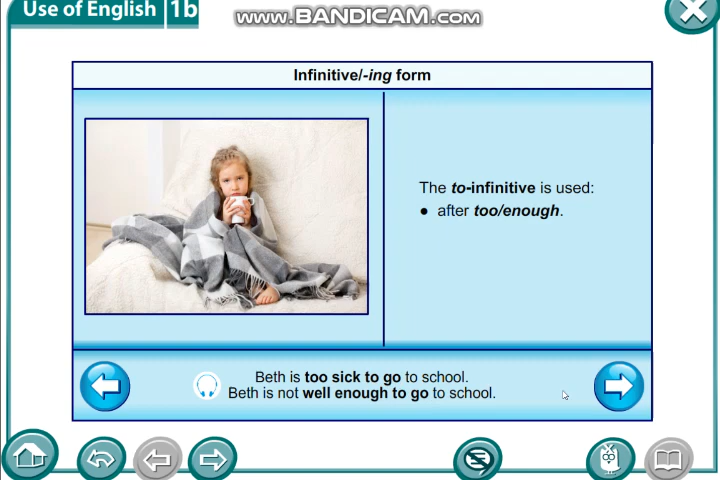 Use of English 1b
www.BANDICAM.COM
Infinitive/-ing form
The to-infinitive is used:
● after too/enough.
Beth is too sick to go to school.
Beth is not well enough to go to school.